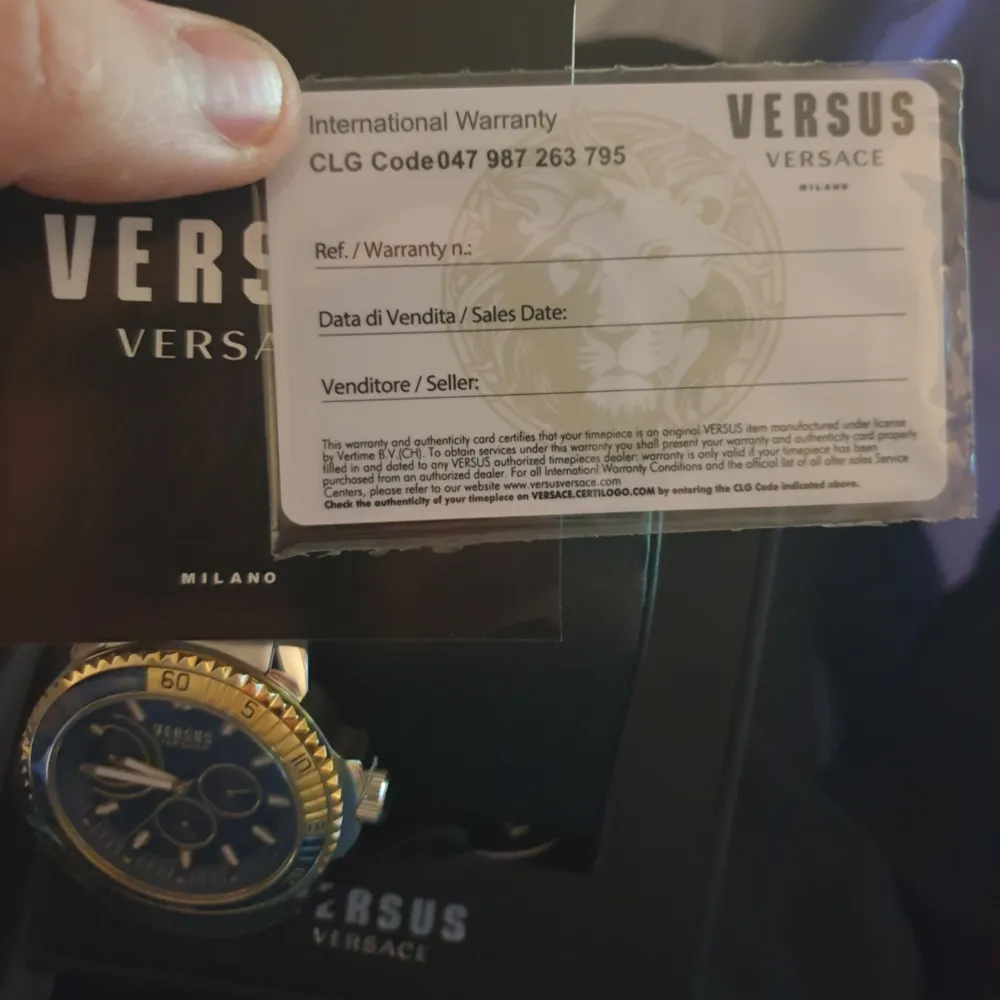 International Warranty
CLG Code 047 987 263 795
VERSUS
VERSACE
MILANO
Ref. / Warranty n.:
Data di Vendita / Sales Date:
Venditore / Seller:
This warranty and authenticity card certifies that your timepiece is an original VERSUS item manufactured under license
by Vertime B.V.(CH). To obtain services under this warranty you shall present your warranty and authenticity card properly
filled in and dated to any VERSUS authorized timepieces dealer: warranty is only valid if your timepiece has been
purchased from an authorized dealer. For all Internationl Warranty Conditions and the official list of all after sales Service
Centers, please refer to our website www.versusversace.com
Check the authenticity of your timepiece on VERSACE.CERTILOGO.COM by entering the CLG Code indicated above.
VERS
VERSA
MILANO
60
5
10
VERSUS
ERSUS
VERSACE